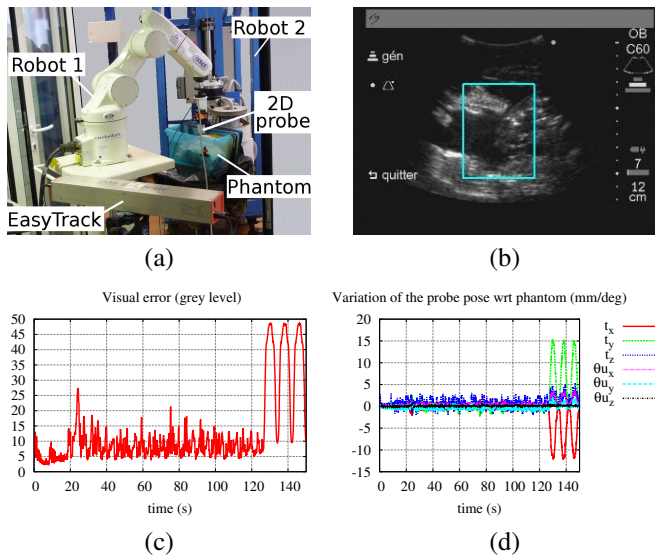 Robot 2
Robot 1
2D
probe
Phantom
EasyTrack
(a)
OB
C60
gén
quitter
7
12
cm
(b)
Visual error (grey level)
50
45
40
35
30
25
20
15
10
5
0
0 20 40 60 80 100 120 140
time (s)
(c)
Variation of the probe pose wrt phantom (mm/deg)
20
15
10
5
0
-5
-10
-15
0 20 40 60 80 100 120 140
time (s)
t_x
t_y
t_z
θu_x
θu_y
θu_z
(d)